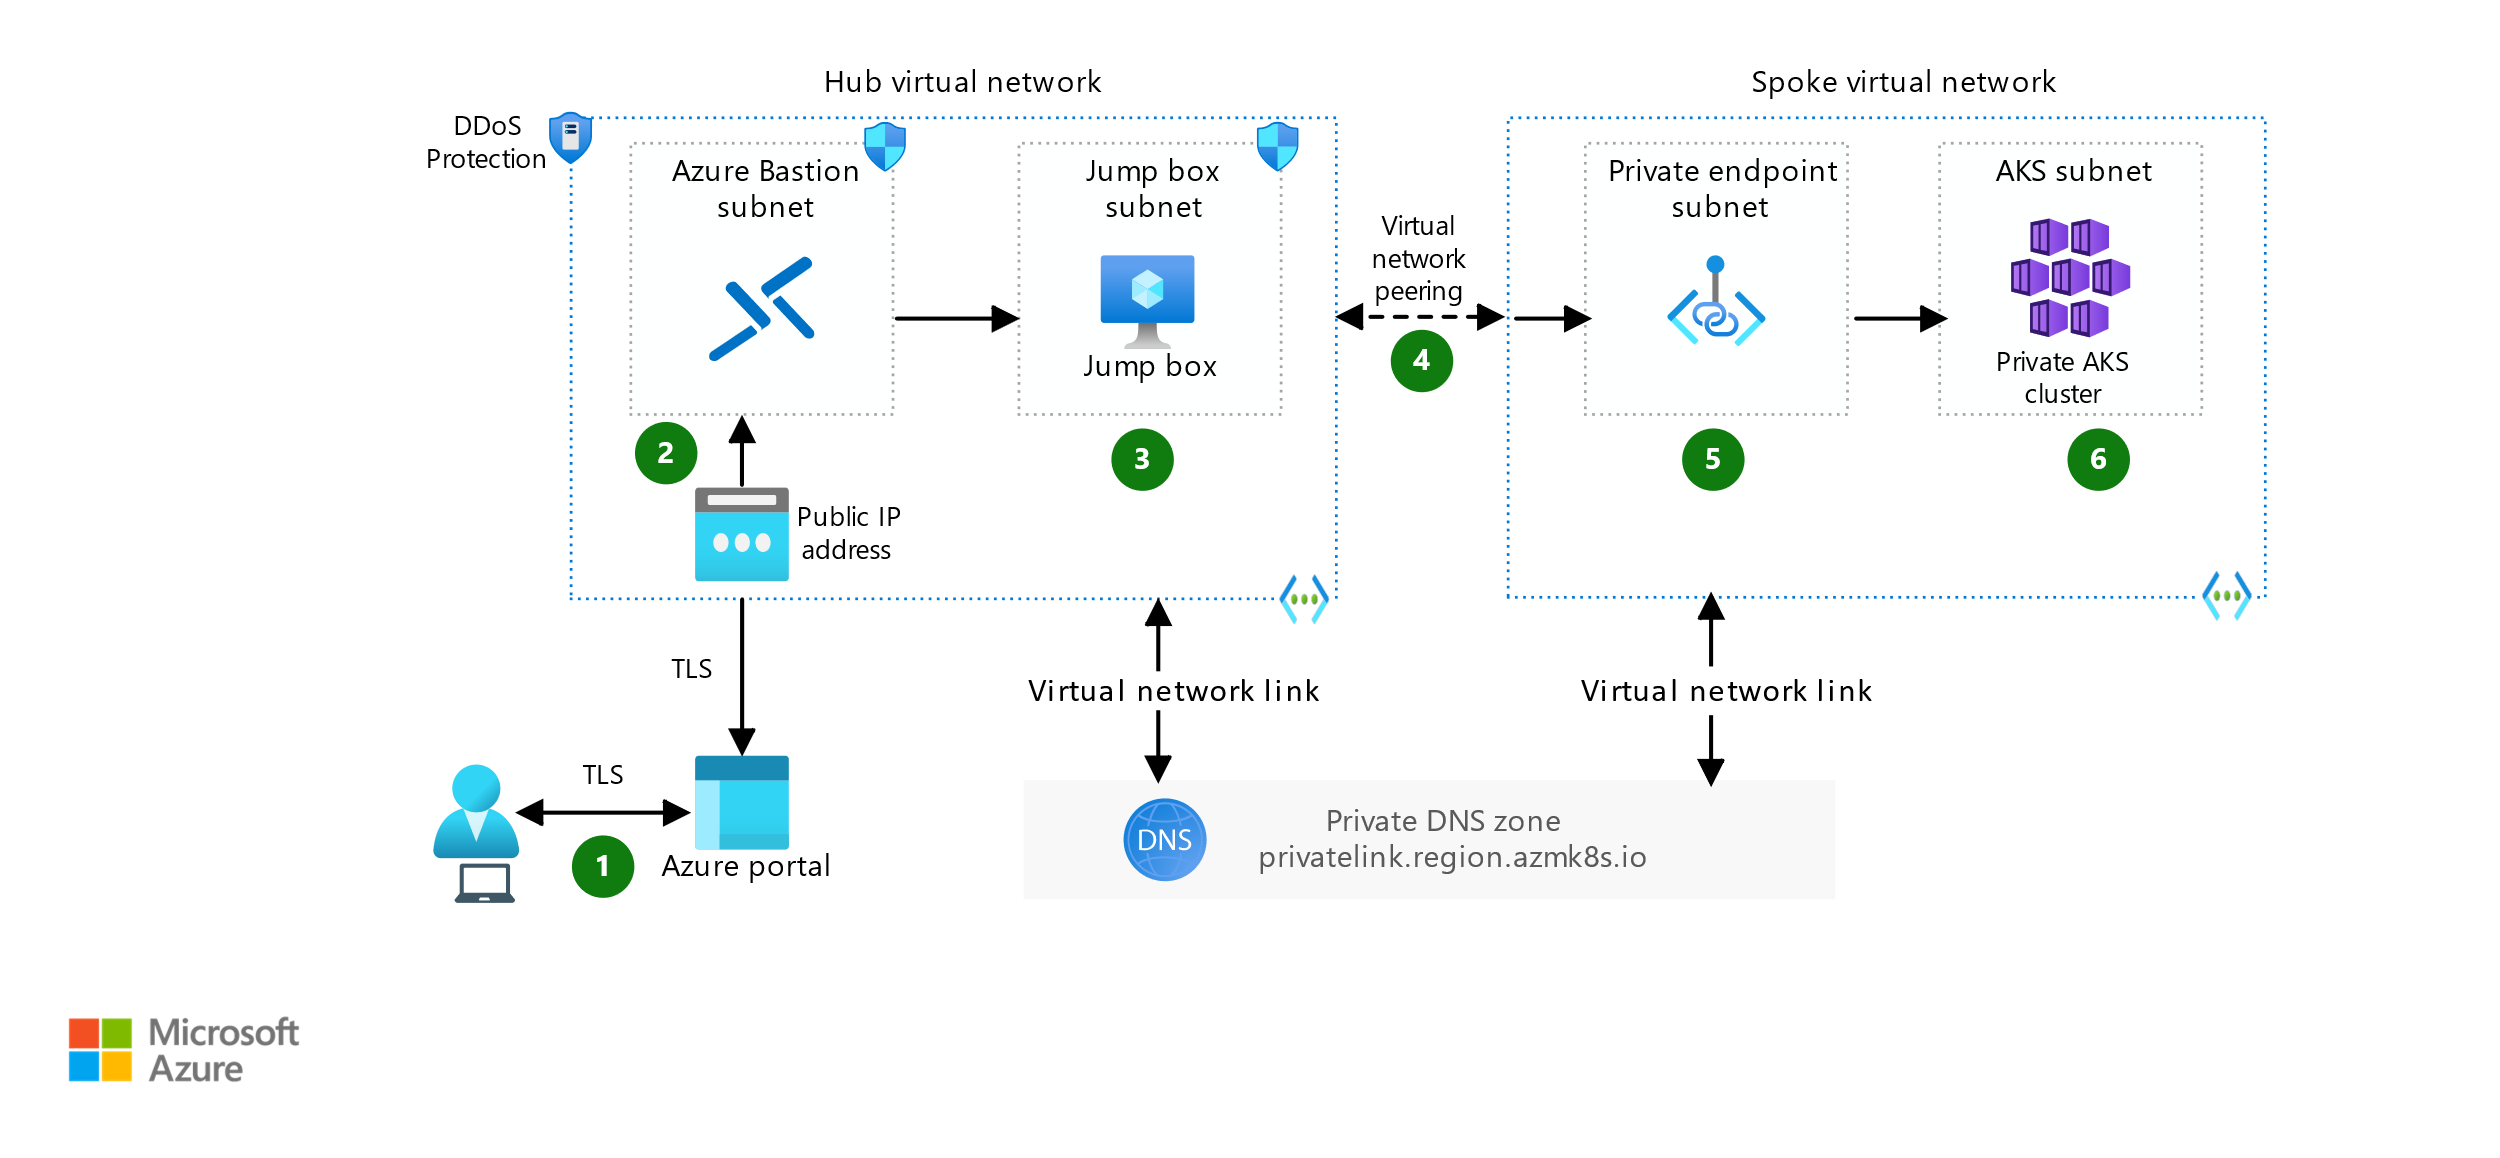 Hub virtual network
Spoke virtual network
DDoS
Protection
Azure Bastion
subnet
Jump box
subnet
Jump box
Virtual
network
peering
4
Private endpoint
subnet
AKS subnet
Private AKS
cluster
2
3
5
6
Public IP
address
TLS
Virtual network link
Virtual network link
TLS
1
Azure portal
DNS
Private DNS zone
privatelink.region.azmk8s.io
Microsoft
Azure